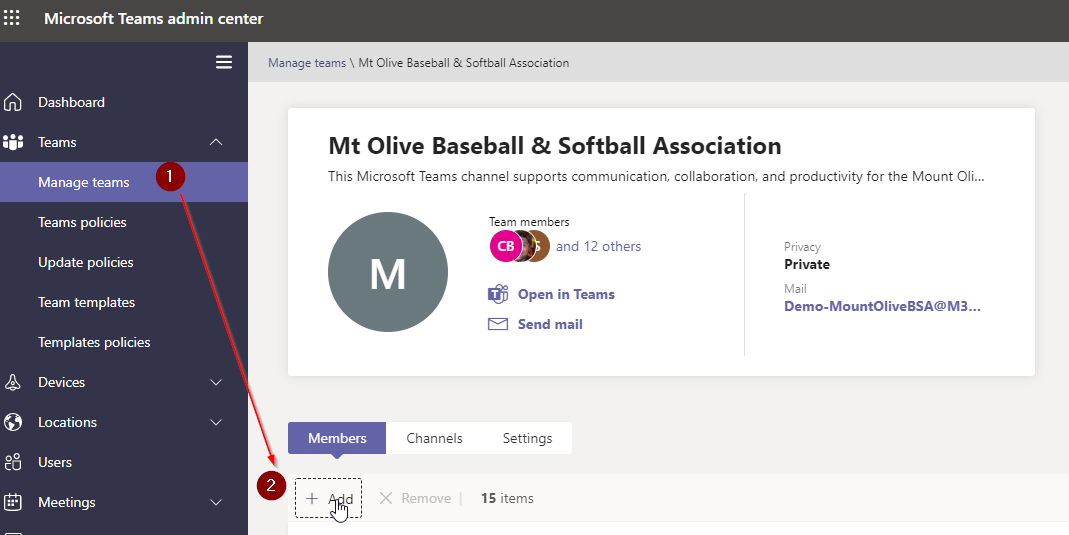 Microsoft Teams admin center
Manage teams \ Mt Olive Baseball & Softball Association
Dashboard
Teams
Manage teams
1
Teams policies
Update policies
Team templates
Templates policies
Devices
Locations
Users
Meetings
Mt Olive Baseball & Softball Association
This Microsoft Teams channel supports communication, collaboration, and productivity for the Mount Oli...
M
Team members
CB S and 12 others
Open in Teams
Send mail
Privacy
Private
Mail
Demo-MountOliveBSA@M3...
Members Channels Settings
2
+ Add Remove | 15 items